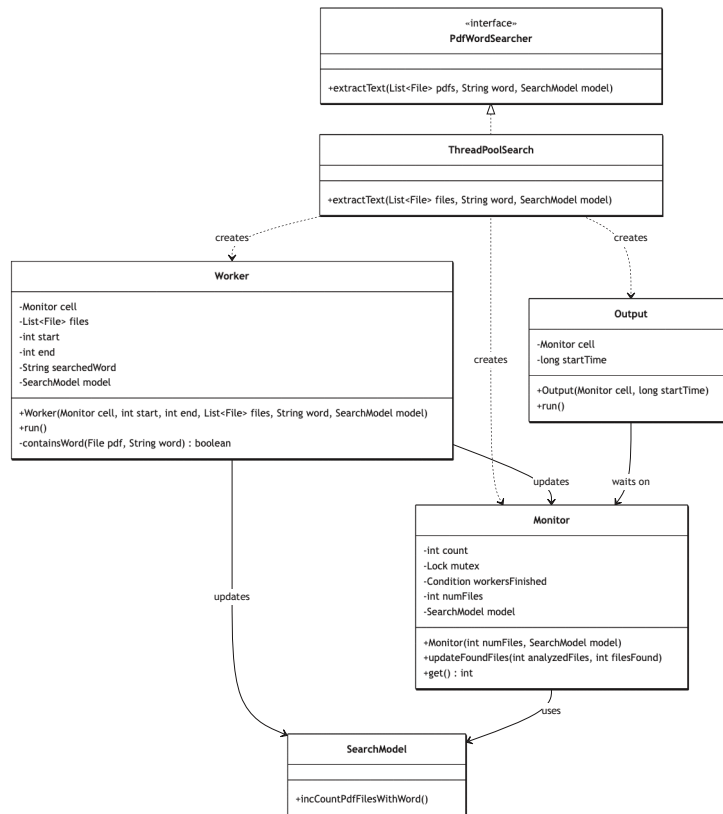 «interface»
PdfWordSearcher
+extractText(List<File> pdfs, String word, SearchModel model)
ThreadPoolSearch
+extractText(List<File> files, String word, SearchModel model)
creates
creates
Worker
-Monitor cell
-List<File> files
-int start
-int end
-String searchedWord
-SearchModel model
+Worker(Monitor cell, int start, int end, List<File> files, String word, SearchModel model)
+run()
-containsWord(File pdf, String word) : boolean
Output
-Monitor cell
-long startTime
+Output(Monitor cell, long startTime)
+run()
creates
updates
waits on
Monitor
-int count
-Lock mutex
-Condition workersFinished
-int numFiles
-SearchModel model
+Monitor(int numFiles, SearchModel model)
+updateFoundFiles(int analyzedFiles, int filesFound)
+get() : int
updates
uses
SearchModel
+incCountPdfFilesWithWord()